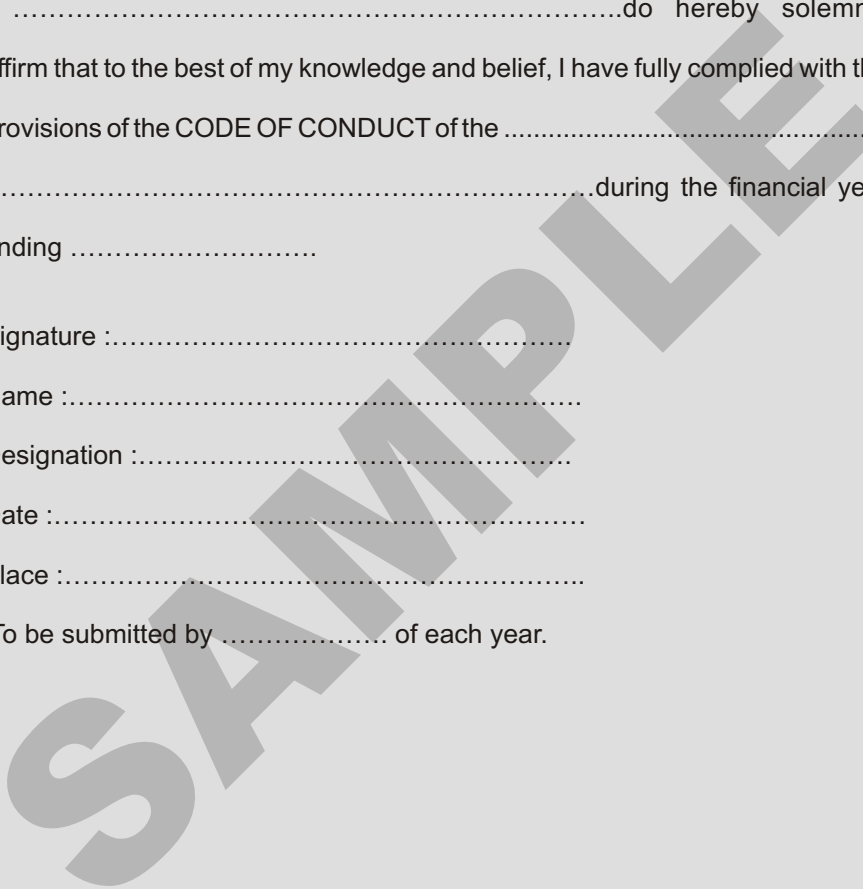 ………………………………………………………….do hereby solemn
ffirm that to the best of my knowledge and belief, I have fully complied with th
rovisions of the CODE OF CONDUCT of the ................................................
………………………………………………………….during the financial ye
nding ……………………….
ignature :…………………………………………….
ame :………………………………………………….
esignation :………………………………………….
ate :…………………………………………………….
lace :…………………………………………………..
To be submitted by ………………. of each year.
SAMPLE